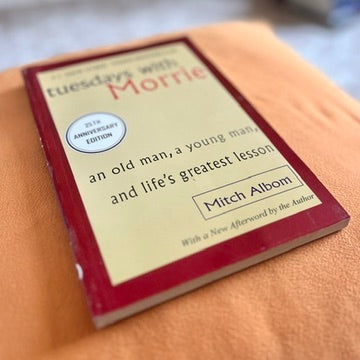 tuesdays with
Morrie
25TH
ANNIVERSARY
EDITION
an old man, a young man,
and life's greatest lesson
Mitch Albom
With a New Afterword by the Author